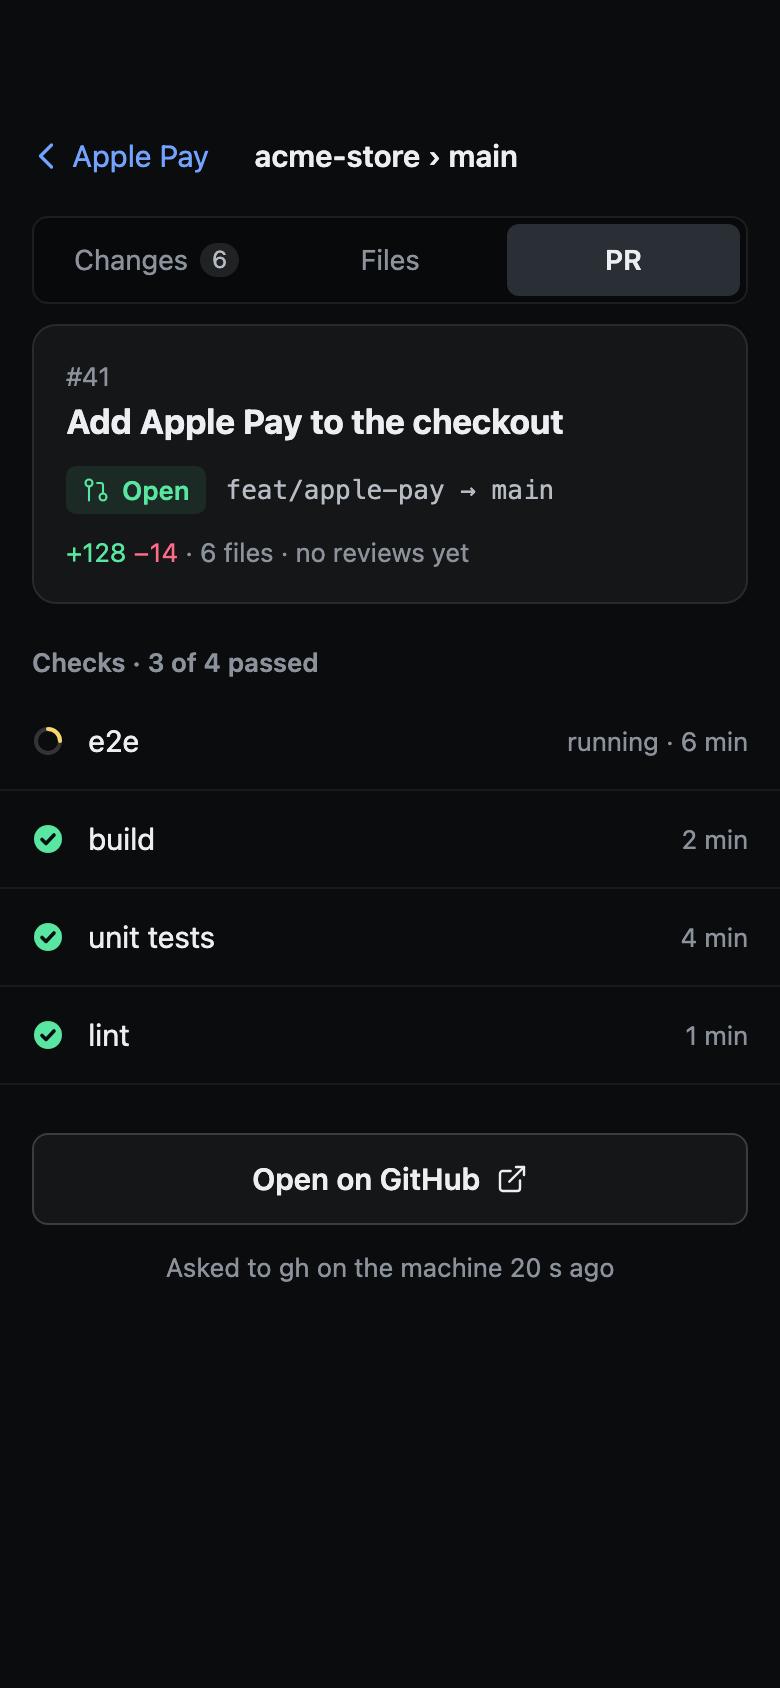 Apple Pay acme-store › main
Changes 6 Files PR
#41
Add Apple Pay to the checkout
Open feat/apple-pay → main
+128 −14 · 6 files · no reviews yet
Checks · 3 of 4 passed
e2e running · 6 min
build 2 min
unit tests 4 min
lint 1 min
Open on GitHub
Asked to gh on the machine 20 s ago